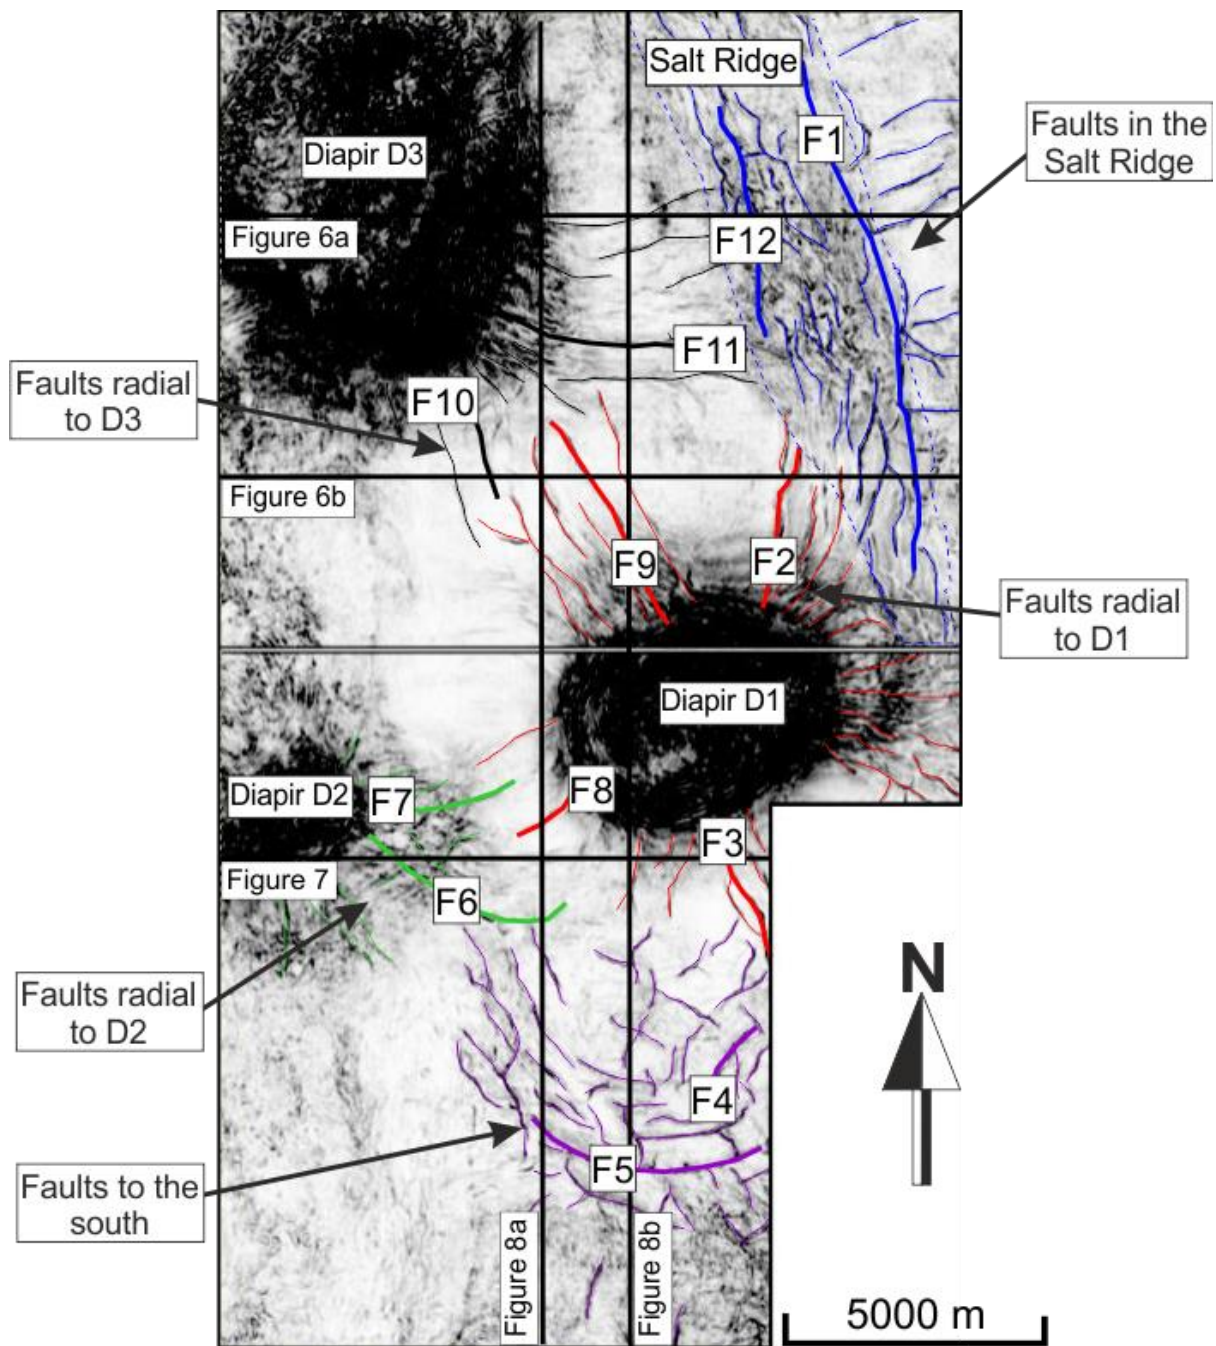 Salt Ridge
Diapir D3
F1
Faults in the
Salt Ridge
Figure 6a
F12
F11
Faults radial
to D3
F10
Figure 6b
F9
F2
Faults radial
to D1
Diapir D1
Diapir D2
F7
F8
F3
Figure 7
F6
N
Faults radial
to D2
F4
F5
Faults to the
south
Figure 8a
Figure 8b
5000 m